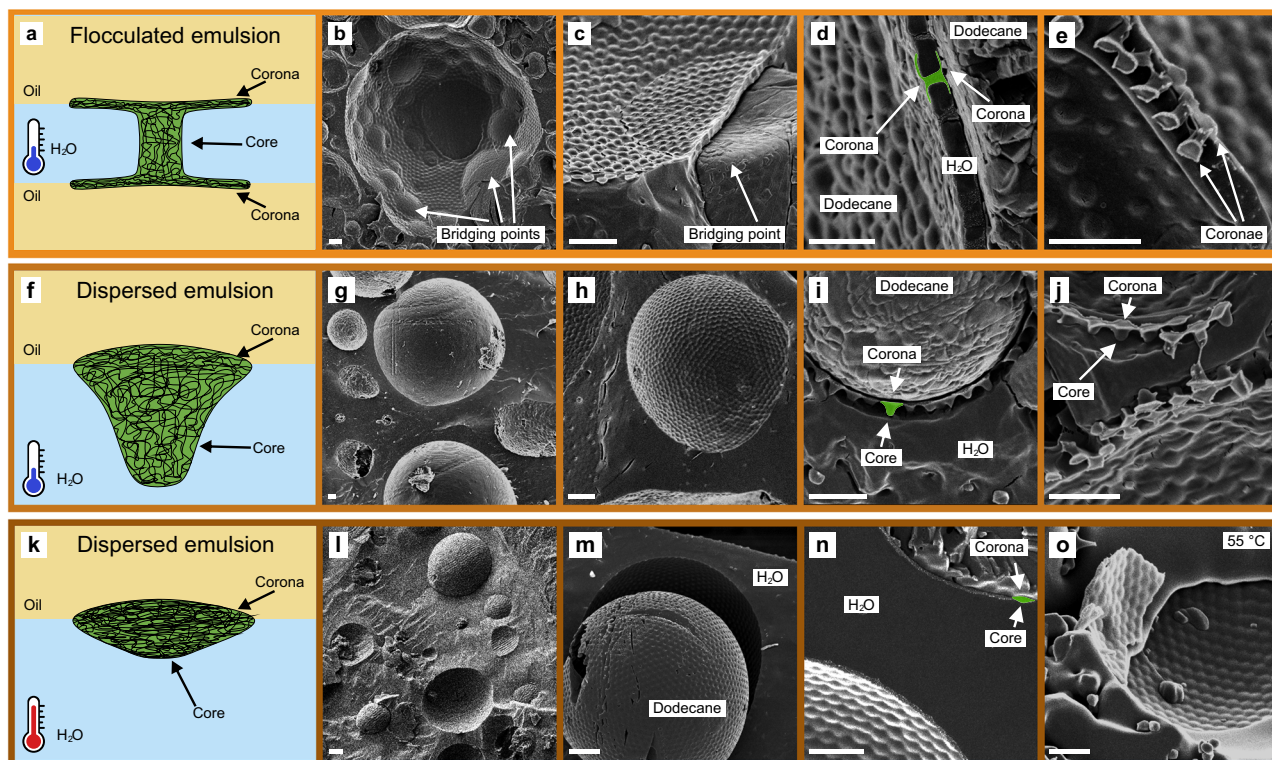 a
Flocculated emulsion
Corona
Oil
H₂O
Core
Oil
Corona
b
Bridging points
c
Bridging point
d
Dodecane
Corona
Corona
H₂O
Dodecane
e
Coronae
f
Dispersed emulsion
Corona
Oil
Core
H₂O
g
h
i
Dodecane
Corona
Core
H₂O
j
Corona
Core
k
Dispersed emulsion
Corona
Oil
H₂O
Core
l
m
H₂O
Dodecane
n
Corona
H₂O
Core
o
55 °C